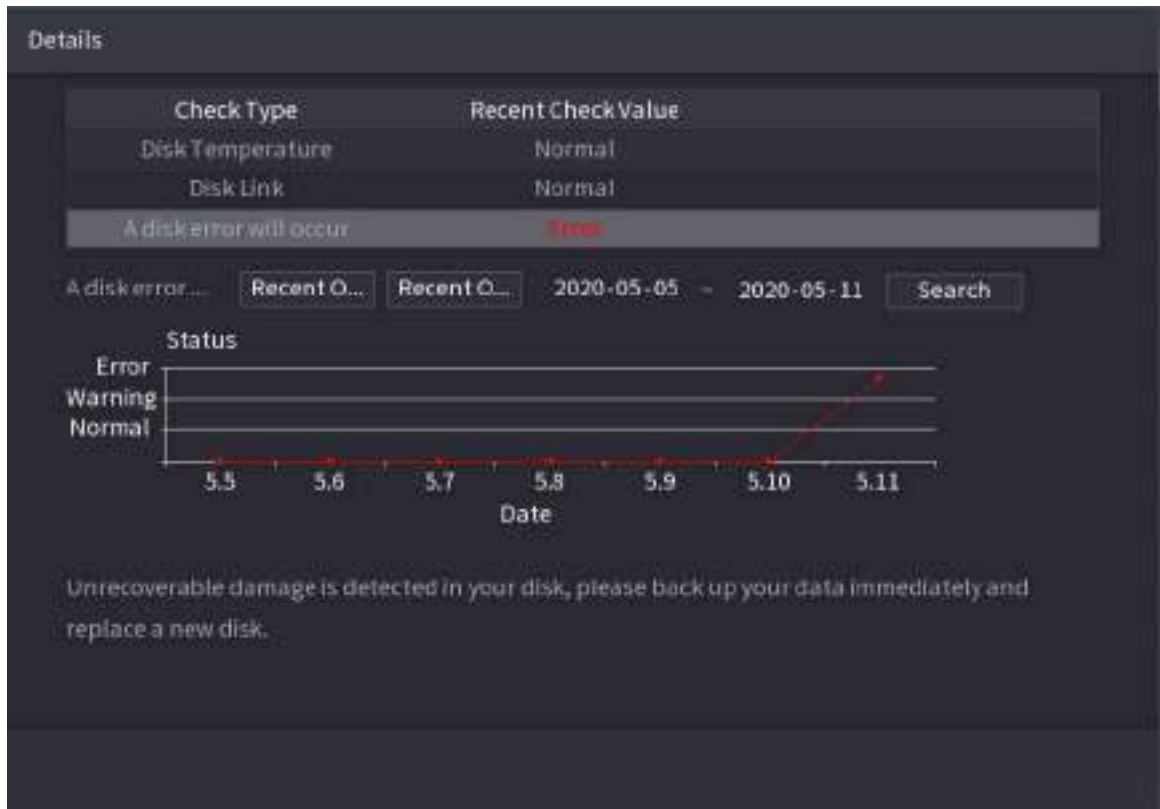 Details
Check Type Recent Check Value
Disk Temperature Normal
Disk Link Normal
A disk error will occur Error
A disk error.... Recent O... Recent O... 2020-05-05 ~ 2020-05-11 Search
Status
Error
Warning
Normal
5.5 5.6 5.7 5.8 5.9 5.10 5.11
Date
Unrecoverable damage is detected in your disk, please back up your data immediately and
replace a new disk.